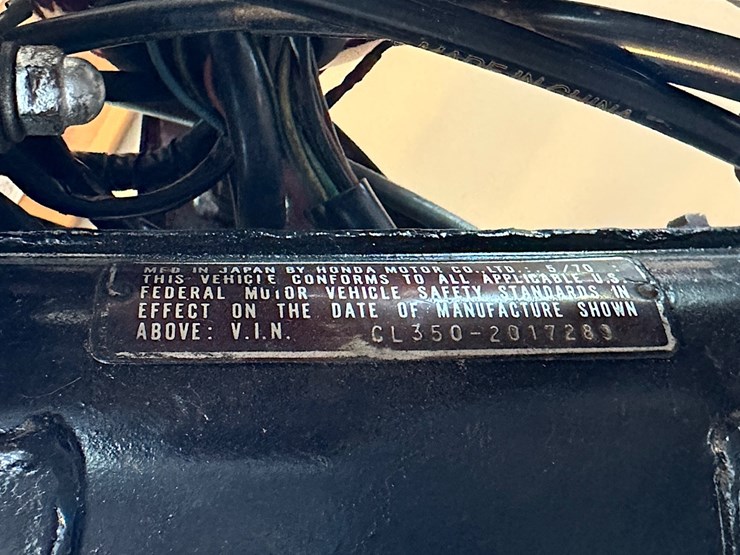 MADE IN CHINA
MFD IN JAPAN BY HONDA MOTOR CO.,LTD.: 5/70
THIS VEHICLE CONFORMS TO ALL APPLICABLE U.S.
FEDERAL MOTOR VEHICLE SAFETY STANDARDS IN
EFFECT ON THE DATE OF MANUFACTURE SHOWN
ABOVE: V.I.N. CL350-2017289